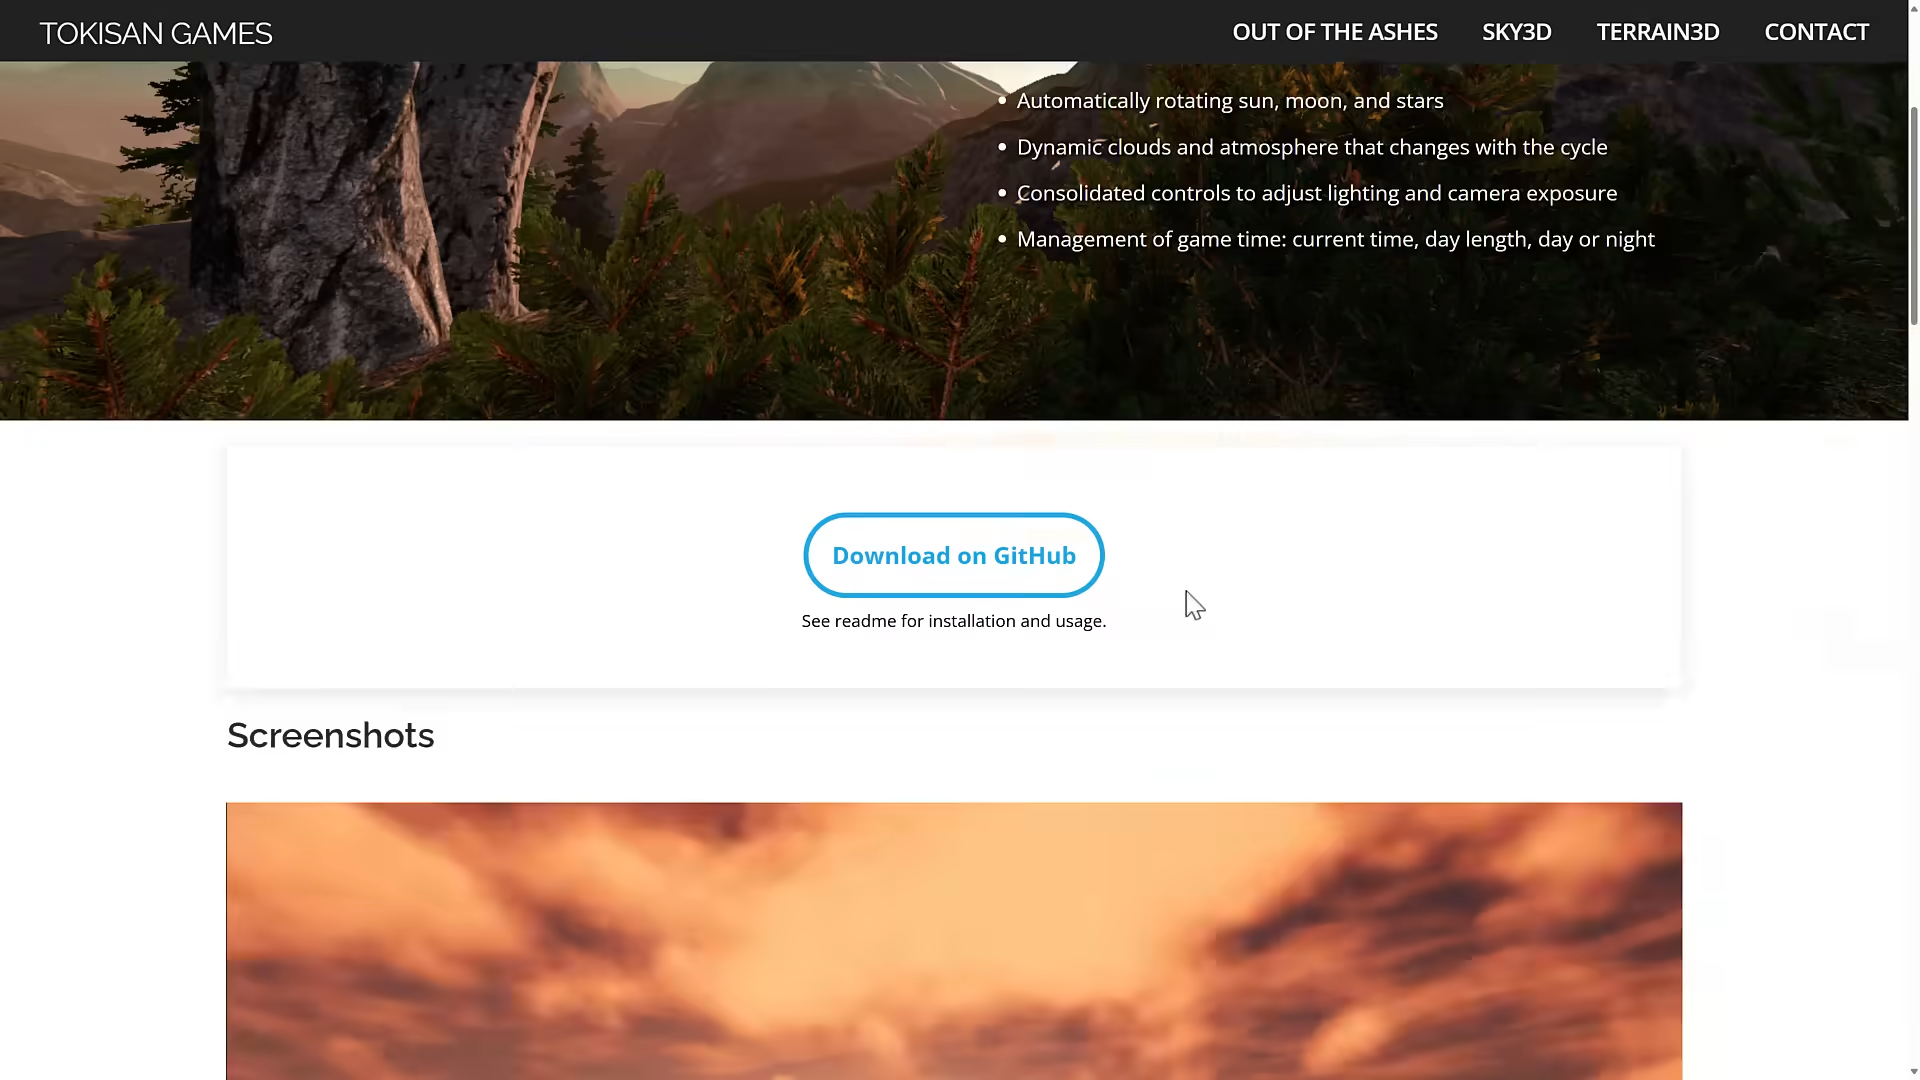 TOKISAN GAMES
OUT OF THE ASHES
SKY3D
TERRAIN3D
CONTACT
Automatically rotating sun, moon, and stars
Dynamic clouds and atmosphere that changes with the cycle
Consolidated controls to adjust lighting and camera exposure
Management of game time: current time, day length, day or night
Download on GitHub
See readme for installation and usage.
Screenshots